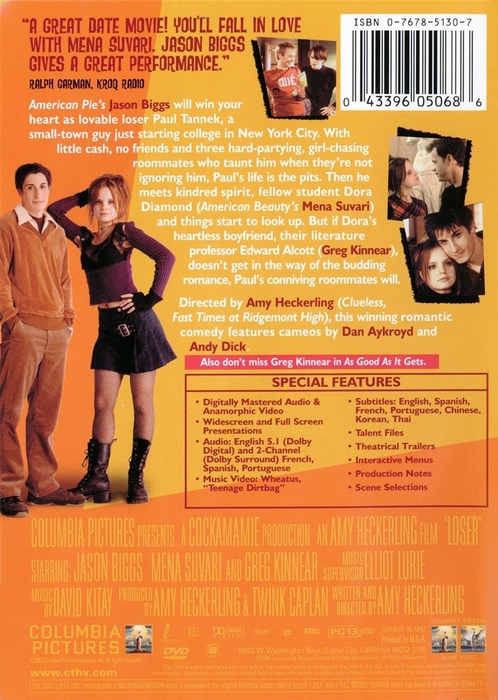 "A GREAT DATE MOVIE! YOU'LL FALL IN LOVE
WITH MENA SUVARI. JASON BIGGS
GIVES A GREAT PERFORMANCE."
RALPH GARMAN, KROQ RADIO
ISBN 0-7678-5130-7
0 43396 05068 6
American Pie's Jason Biggs will win your
heart as lovable loser Paul Tannek, a
small-town guy just starting college in New York City. With
little cash, no friends and three hard-partying, girl-chasing
roommates who taunt him when they're not
ignoring him, Paul's life is the pits. Then he
meets kindred spirit, fellow student Dora
Diamond (American Beauty's Mena Suvari)
and things start to look up. But if Dora's
heartless boyfriend, their literature
professor Edward Alcott (Greg Kinnear),
doesn't get in the way of the budding
romance, Paul's conniving roommates will.
Directed by Amy Heckerling (Clueless,
Fast Times at Ridgemont High), this winning romantic
comedy features cameos by Dan Aykroyd and
Andy Dick
Also don't miss Greg Kinnear in As Good As It Gets.
SPECIAL FEATURES
• Digitally Mastered Audio &
Anamorphic Video
• Widescreen and Full Screen
Presentations
• Audio: English 5.1 (Dolby
Digital) and 2-Channel
(Dolby Surround) French,
Spanish, Portuguese
• Music Video: Wheatus,
"Teenage Dirtbag"
• Subtitles: English, Spanish,
French, Portuguese, Chinese,
Korean, Thai
• Talent Files
• Theatrical Trailers
• Interactive Menus
• Production Notes
• Scene Selections
COLUMBIA PICTURES PRESENTS A COCKAMAMIE PRODUCTION AN AMY HECKERLING FILM "LOSER"
STARRING JASON BIGGS MENA SUVARI AND GREG KINNEAR MUSIC SUPERVISOR ELLIOT LURIE
MUSIC BY DAVID KITAY PRODUCED BY AMY HECKERLING & TWINK CAPLAN WRITTEN AND DIRECTED BY AMY HECKERLING
COLUMBIA
PICTURES
www.cthv.com
DVD
PG-13
Printed in U.S.A.
10202 W. Washington Blvd., Culver City, California 90232-3195